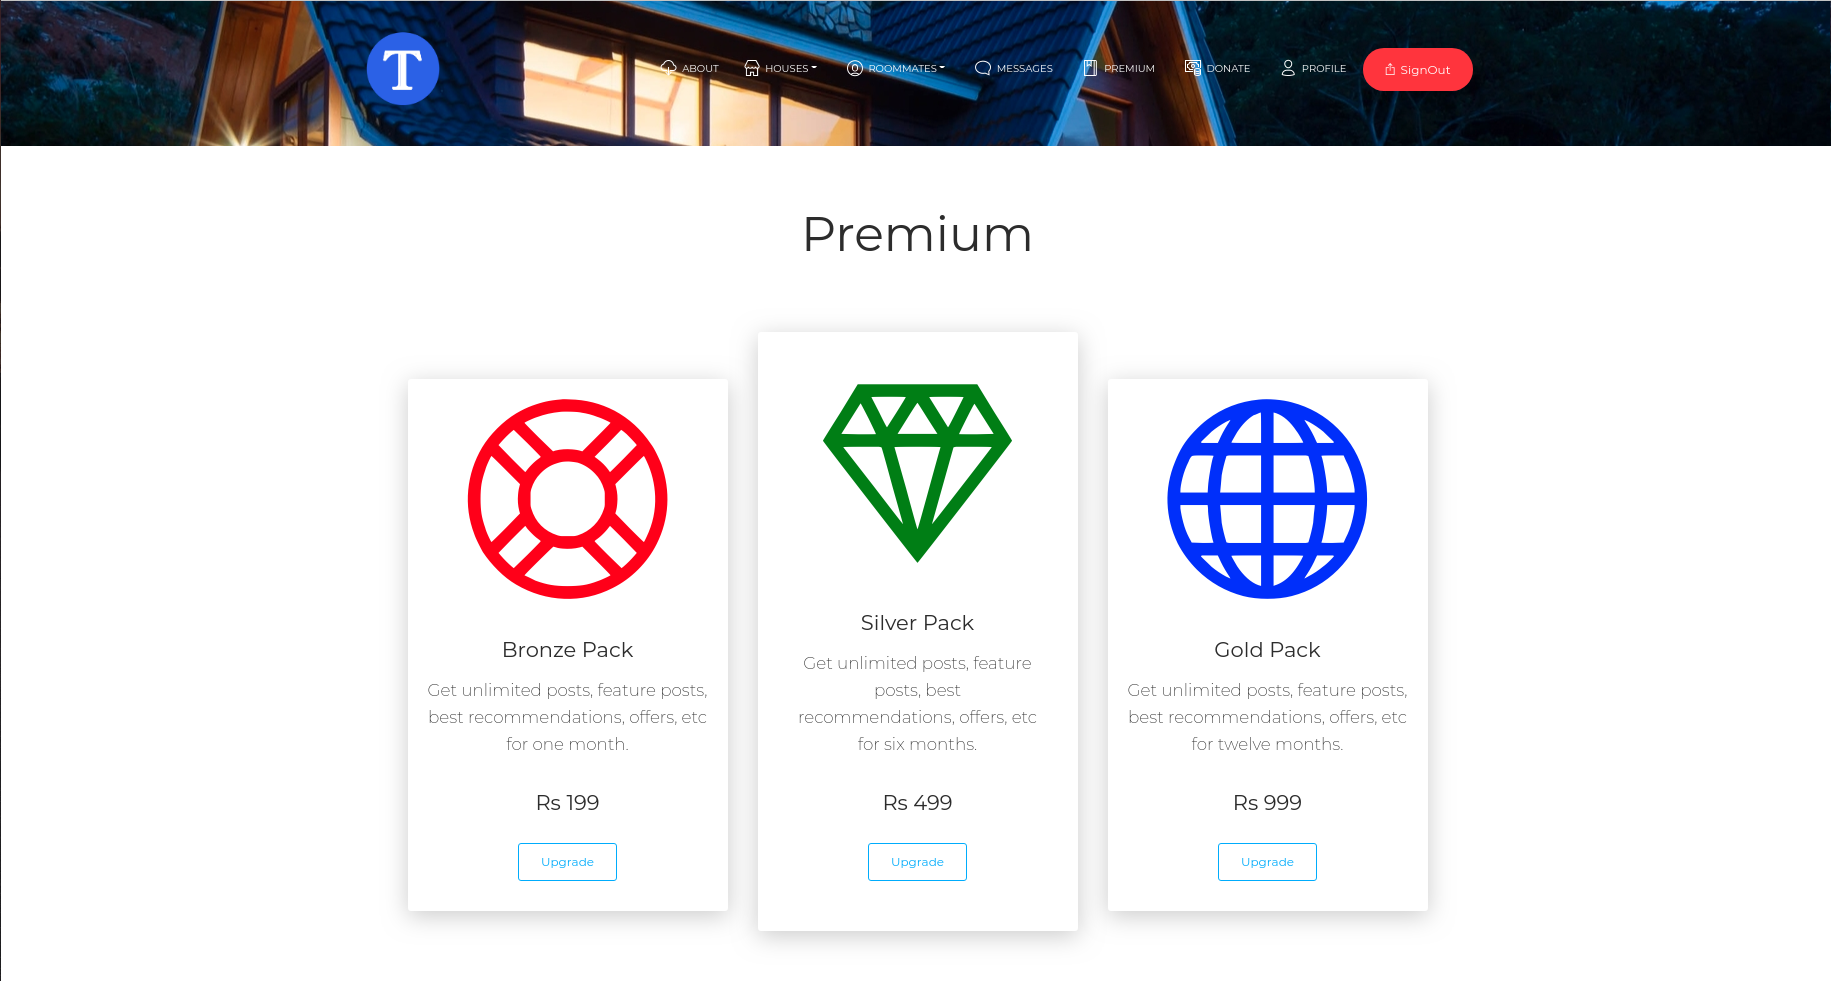 T
ABOUT HOUSES ROOMMATES MESSAGES PREMIUM DONATE PROFILE SignOut
Premium
Bronze Pack
Get unlimited posts, feature posts,
best recommendations, offers, etc
for one month.
Rs 199
Upgrade
Silver Pack
Get unlimited posts, feature
posts, best
recommendations, offers, etc
for six months.
Rs 499
Upgrade
Gold Pack
Get unlimited posts, feature posts,
best recommendations, offers, etc
for twelve months.
Rs 999
Upgrade